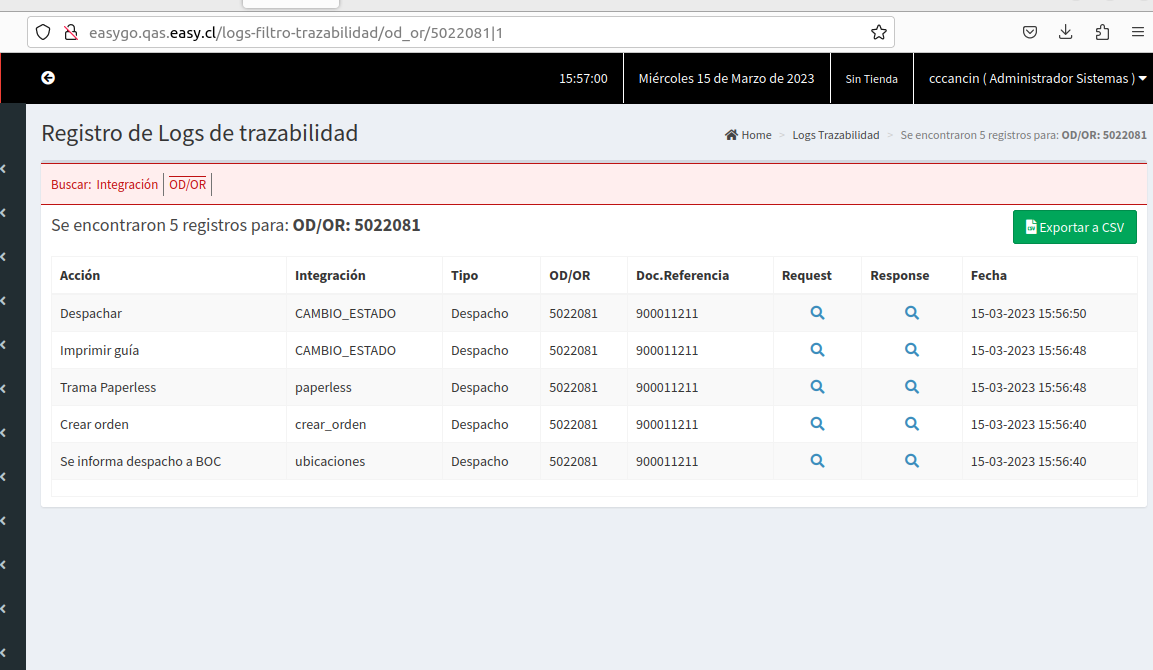 easygo.qas.easy.cl/logs-filtro-trazabilidad/od_or/5022081|1
15:57:00 Miércoles 15 de Marzo de 2023 Sin Tienda cccancin ( Administrador Sistemas )
Registro de Logs de trazabilidad
Home > Logs Trazabilidad > Se encontraron 5 registros para: OD/OR: 5022081
Buscar: Integración OD/OR
Se encontraron 5 registros para: OD/OR: 5022081
Exportar a CSV
Acción Integración Tipo OD/OR Doc.Referencia Request Response Fecha
Despachar CAMBIO_ESTADO Despacho 5022081 900011211 15-03-2023 15:56:50
Imprimir guía CAMBIO_ESTADO Despacho 5022081 900011211 15-03-2023 15:56:48
Trama Paperless paperless Despacho 5022081 900011211 15-03-2023 15:56:48
Crear orden crear_orden Despacho 5022081 900011211 15-03-2023 15:56:40
Se informa despacho a BOC ubicaciones Despacho 5022081 900011211 15-03-2023 15:56:40